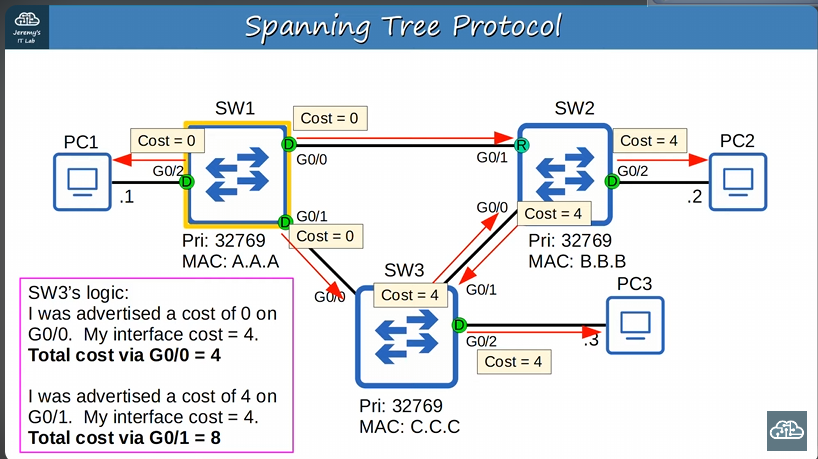 Jeremy's
IT Lab
Spanning Tree Protocol
SW1
SW2
PC1
PC2
Cost = 0
Cost = 0
Cost = 4
D
R
G0/0
G0/1
G0/2
D
D
G0/2
.1
.2
D
G0/1
G0/0
Cost = 4
Cost = 0
Pri: 32769
MAC: A.A.A
Pri: 32769
MAC: B.B.B
SW3
PC3
G0/0
Cost = 4
G0/1
D
G0/2
.3
Cost = 4
Pri: 32769
MAC: C.C.C
SW3's logic:
I was advertised a cost of 0 on
G0/0. My interface cost = 4.
Total cost via G0/0 = 4
I was advertised a cost of 4 on
G0/1. My interface cost = 4.
Total cost via G0/1 = 8